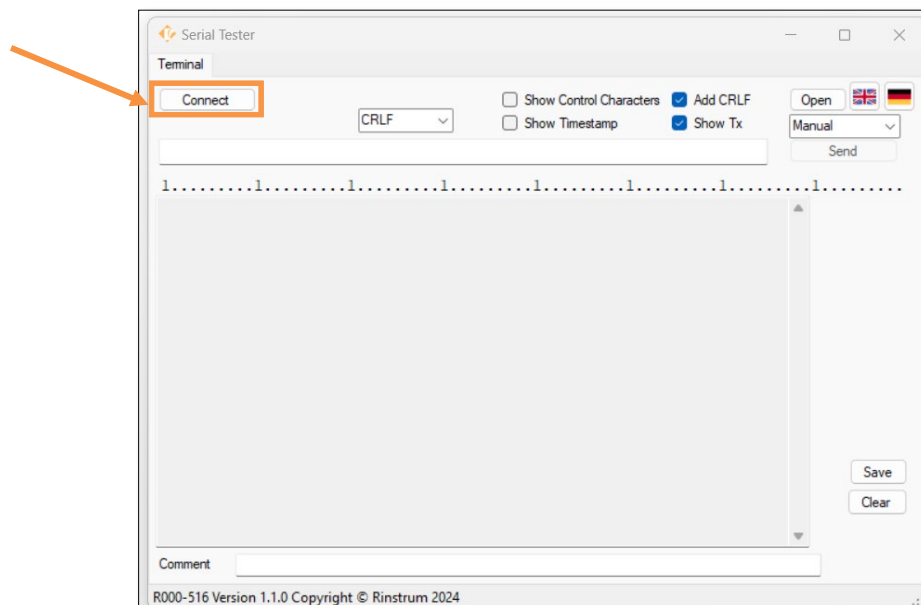 Serial Tester
Terminal
Connect
CRLF
Show Control Characters
Add CRLF
Open
Show Timestamp
Show Tx
Manual
Send
1.........1.........1.........1.........1.........1.........1.........1.........
Save
Clear
Comment
R000-516 Version 1.1.0 Copyright © Rinstrum 2024